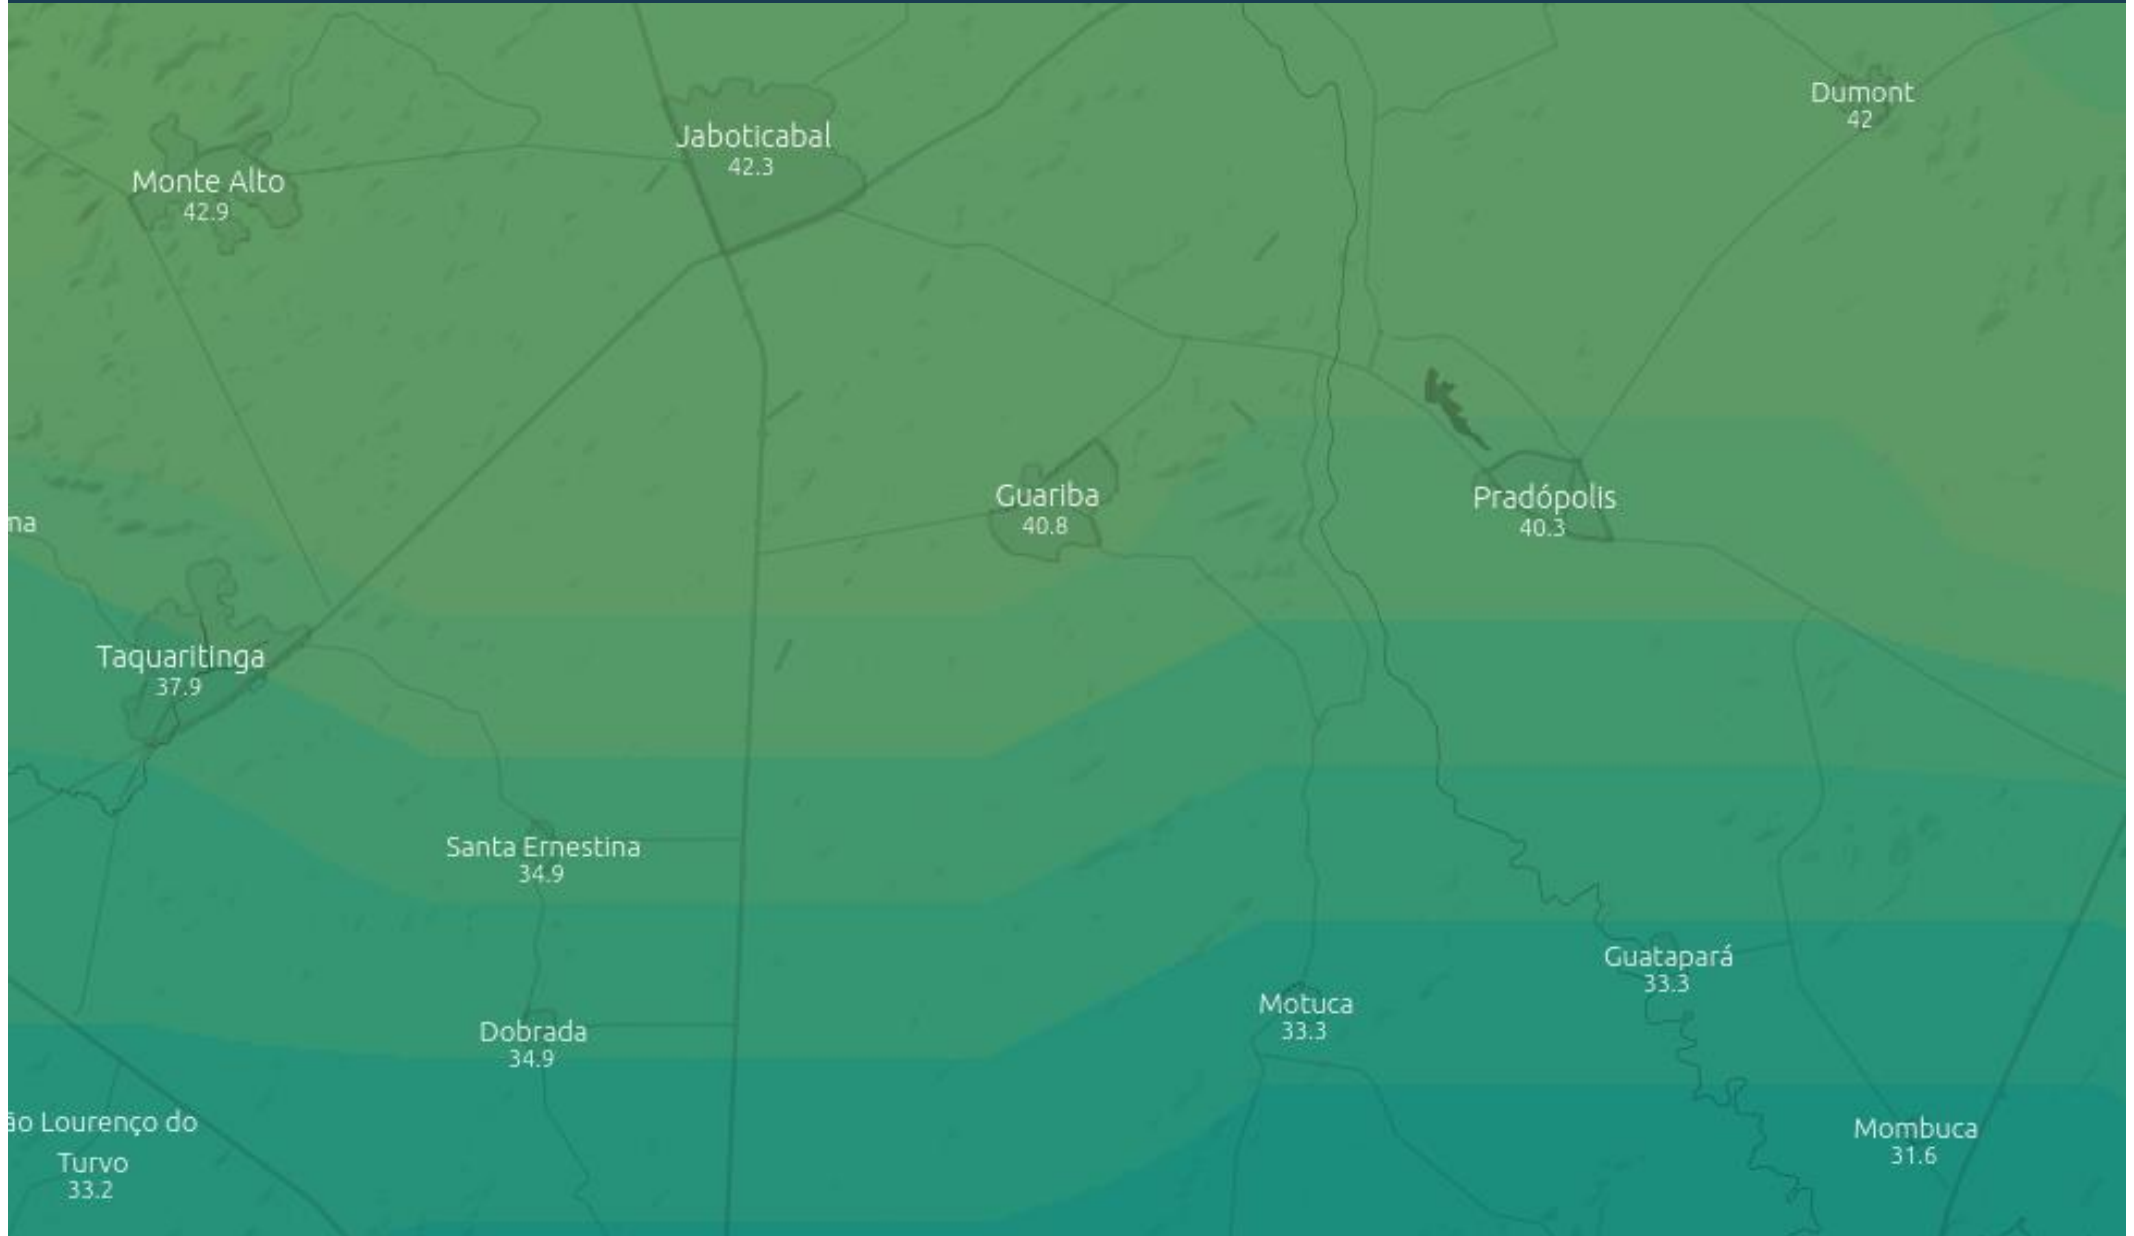 Dumont
42
Jaboticabal
42.3
Monte Alto
42.9
Guariba
40.8
Pradópolis
40.3
na
Taquaritinga
37.9
Santa Ernestina
34.9
Guatapará
33.3
Motuca
33.3
Dobrada
34.9
ão Lourenço do
Turvo
33.2
Mombuca
31.6